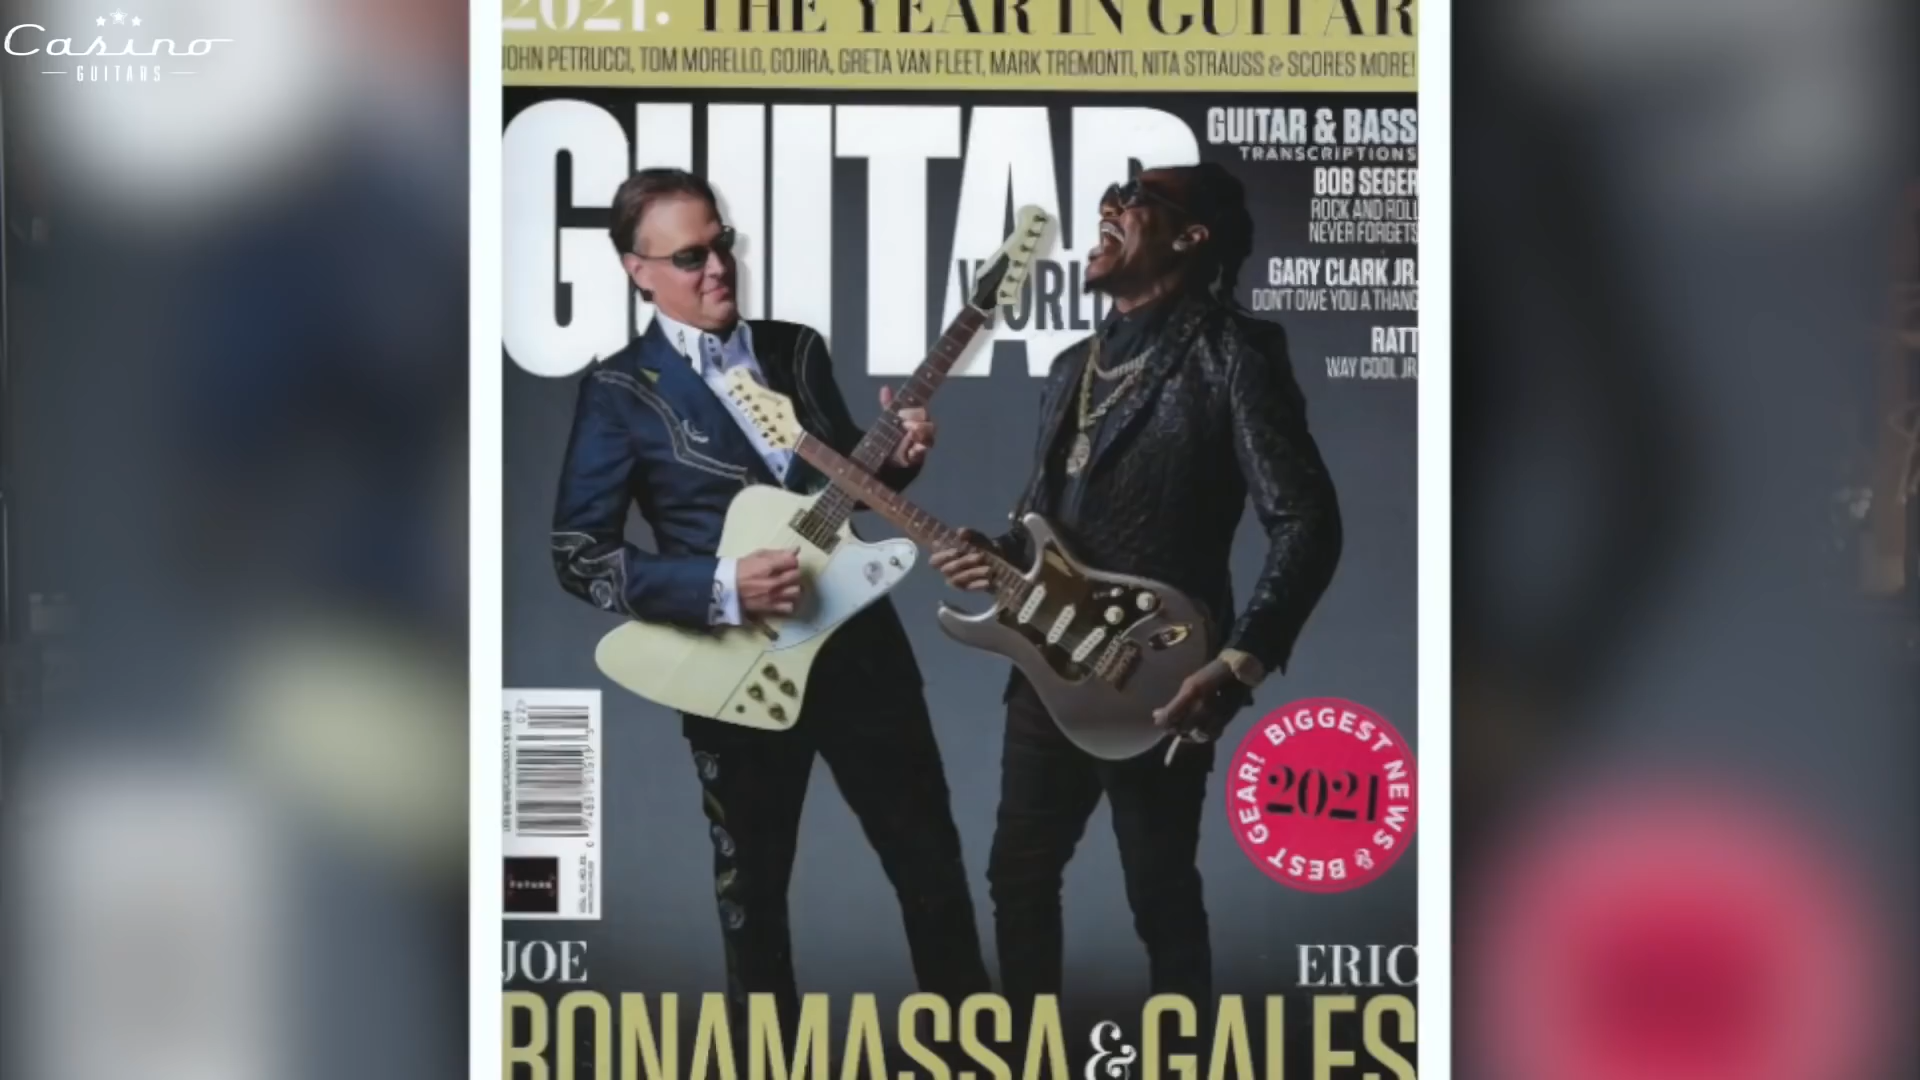 Casino
GUITARS
2021: THE YEAR IN GUITAR
JOHN PETRUCCI, TOM MORELLO, GOJIRA, GRETA VAN FLEET, MARK TREMONTI, NITA STRAUSS & SCORES MORE!
GUITAR
WORLD
GUITAR & BASS
TRANSCRIPTIONS
BOB SEGER
ROCK AND ROLL
NEVER FORGETS
GARY CLARK JR.
DON'T OWE YOU A THANG
RATT
WAY COOL JR.
BIGGEST NEWS & BEST GEAR!
2021
02>
FUTURE
JOE
ERIC
BONAMASSA & GALES